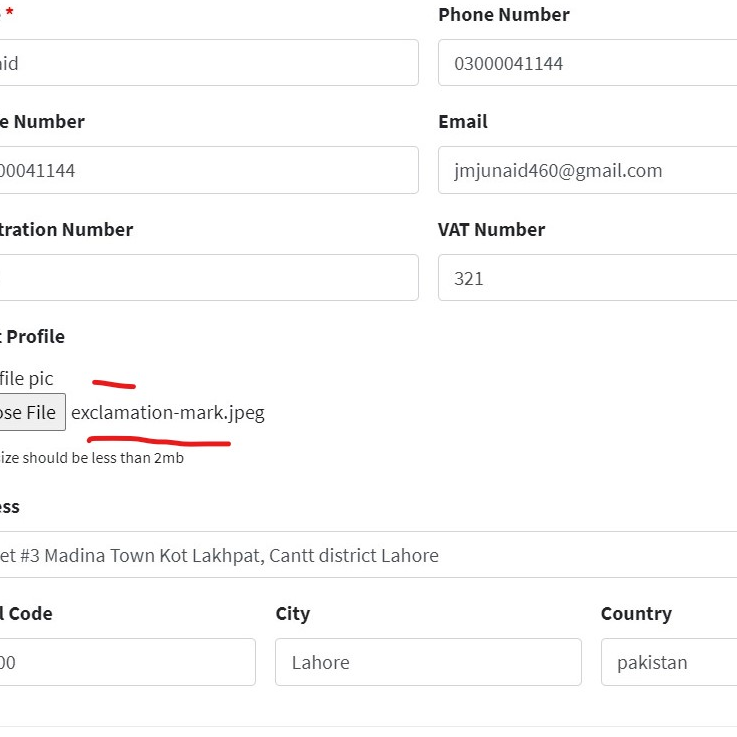 * Phone Number
id 03000041144
e Number Email
00041144 jmjunaid460@gmail.com
tration Number VAT Number
321
t Profile
file pic
ose File exclamation-mark.jpeg
ize should be less than 2mb
ess
et #3 Madina Town Kot Lakhpat, Cantt district Lahore
l Code City Country
00 Lahore pakistan